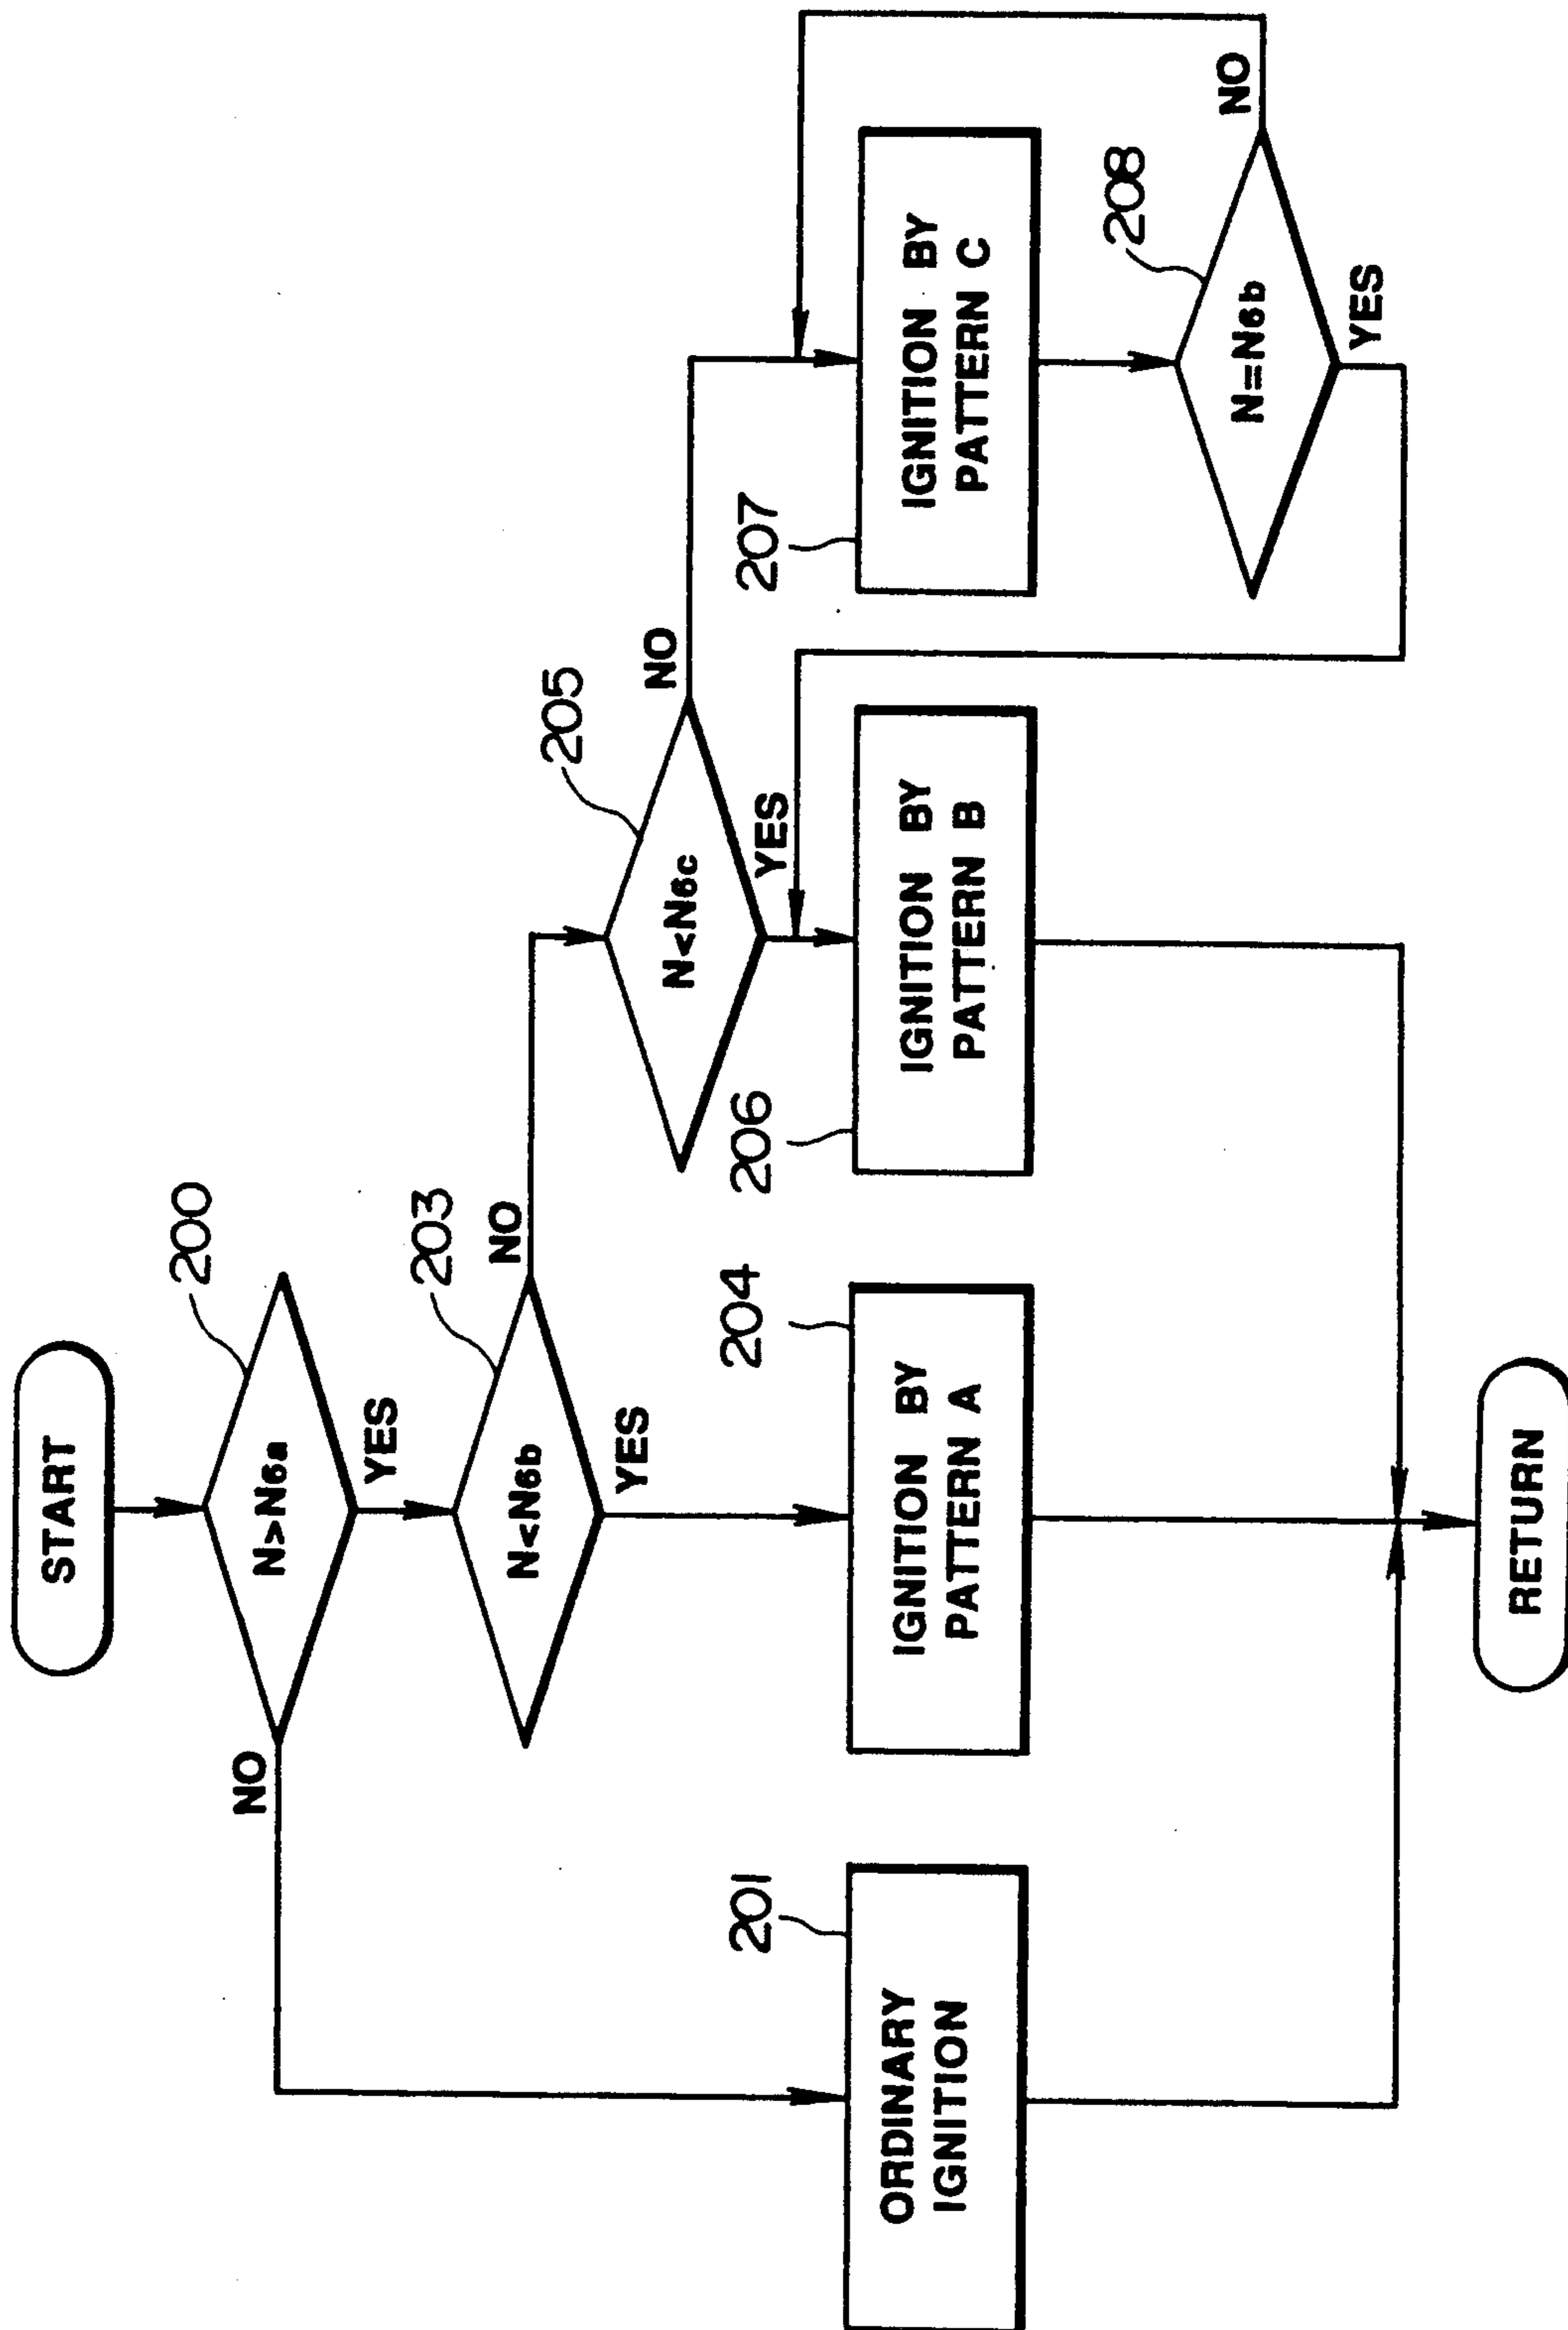 START
200
N>N6a
NO
YES
203
N<N6b
NO
YES
205
N<N6c
NO
YES
201
ORDINARY
IGNITION
204
IGNITION BY
PATTERN A
206
IGNITION BY
PATTERN B
207
IGNITION BY
PATTERN C
208
N=N6b
NO
YES
RETURN